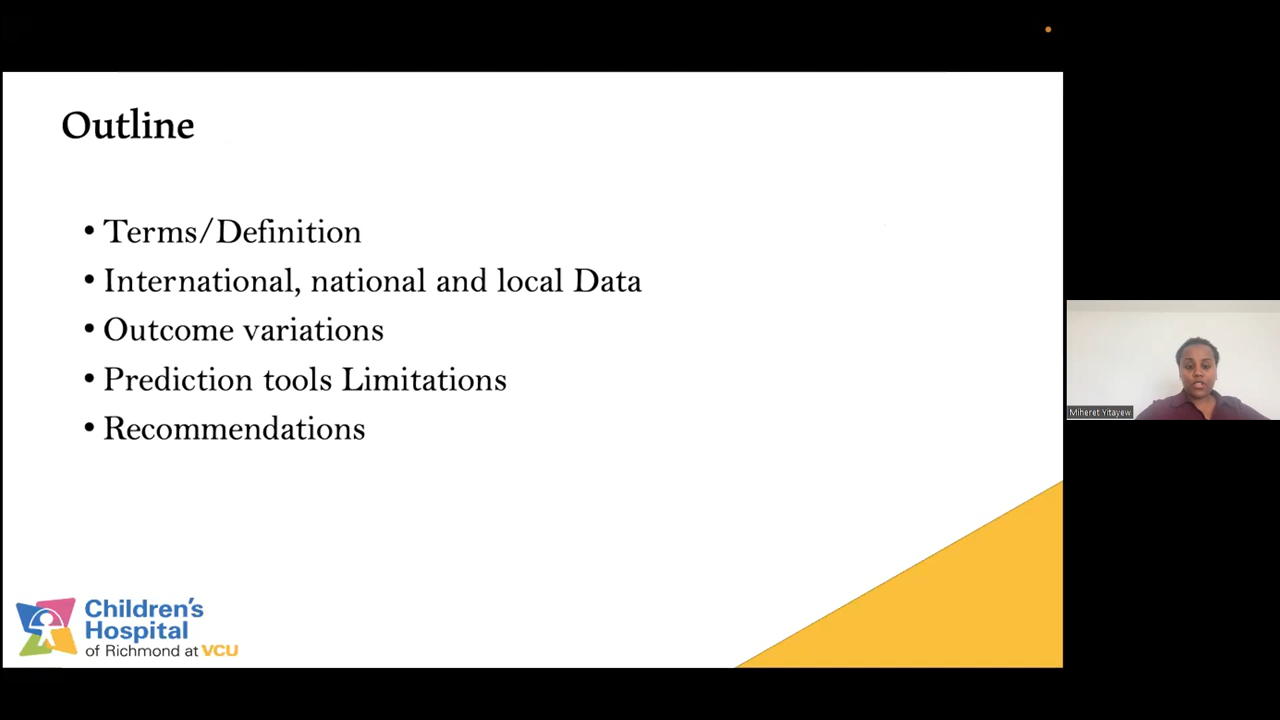 Outline
• Terms/Definition
• International, national and local Data
• Outcome variations
• Prediction tools Limitations
• Recommendations
Children's
Hospital
of Richmond at VCU
Miheret Yitayew